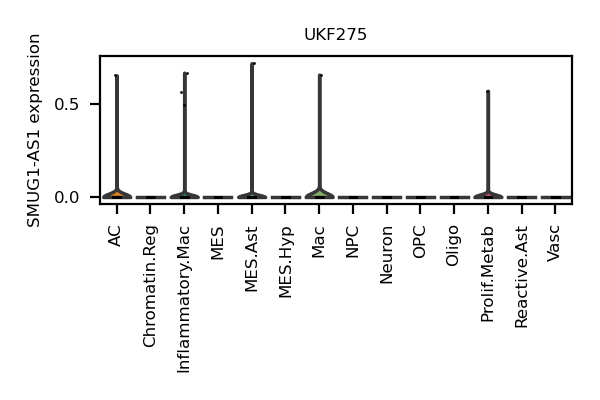 UKF275
SMUG1-AS1 expression
0.5
0.0
AC
Chromatin.Reg
Inflammatory.Mac
MES
MES.Ast
MES.Hyp
Mac
NPC
Neuron
OPC
Oligo
Prolif.Metab
Reactive.Ast
Vasc